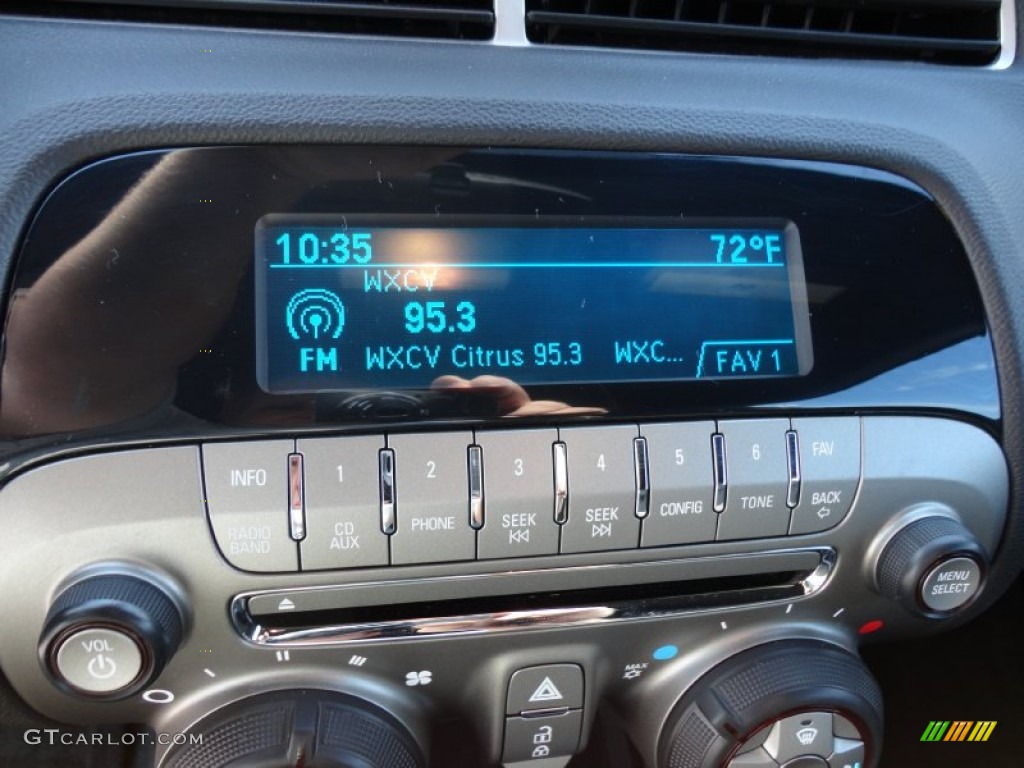 10:35 72°F
WXCV
95.3
FM WXCV Citrus 95.3 WXC... FAV 1
INFO 1 2 3 4 5 6 FAV
RADIO BAND CD AUX PHONE SEEK SEEK CONFIG TONE BACK
MENU SELECT
VOL
MAX
GTCARLOT.COM